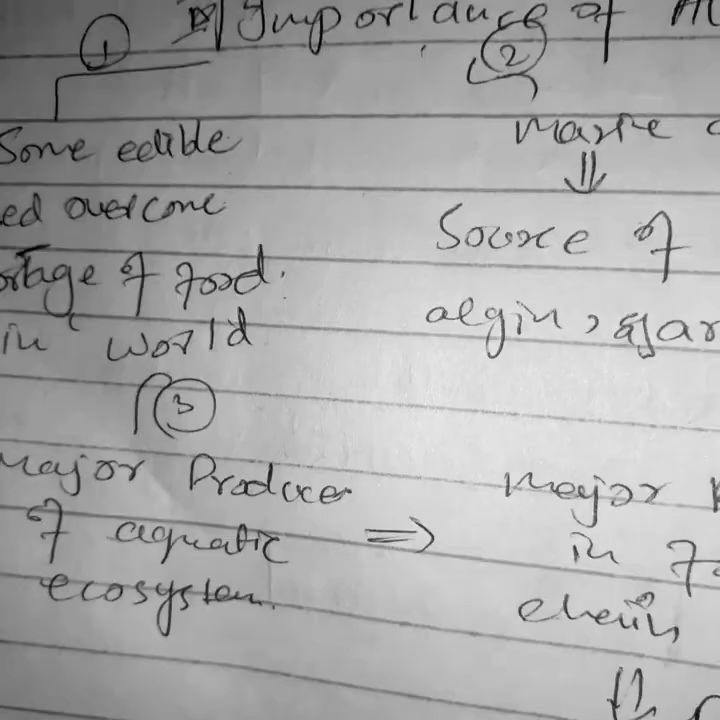 Importance of
1
2
Some edible
ed overcome
ortage of food.
in world
Marine
⇓
Source of
algin, agar
3
Major Producer
of aquatic
ecosystem.
⇒
Major
in
chain